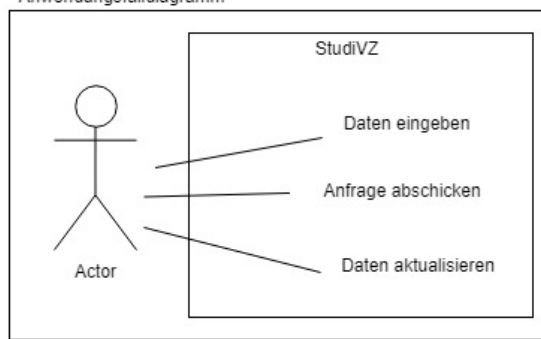 Anwendungsfalldiagramm
StudiVZ
Daten eingeben
Anfrage abschicken
Daten aktualisieren
Actor